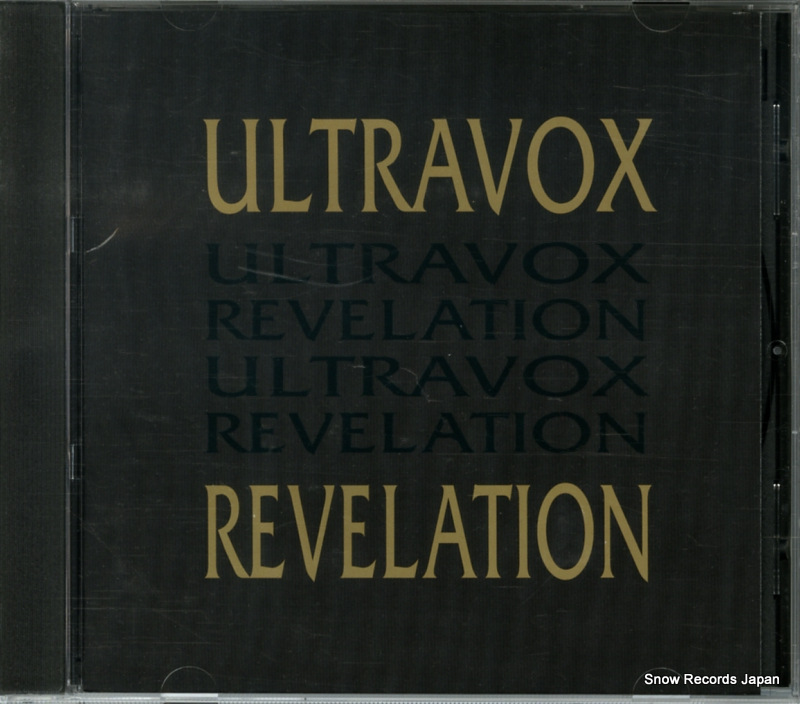 ULTRAVOX
ULTRAVOX
REVELATION
ULTRAVOX
REVELATION
REVELATION
Snow Records Japan